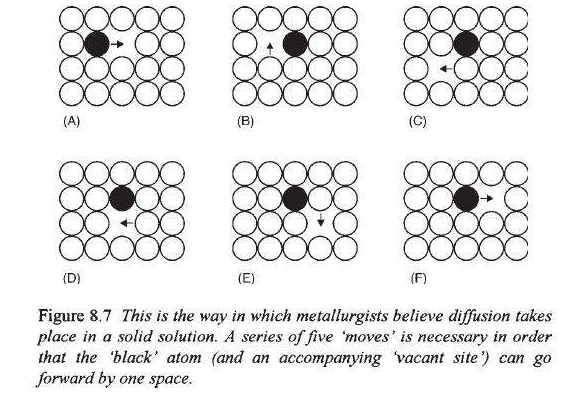 (A)
(B)
(C)
(D)
(E)
(F)
Figure 8.7 This is the way in which metallurgists believe diffusion takes
place in a solid solution. A series of five ‘moves’ is necessary in order
that the ‘black’ atom (and an accompanying ‘vacant site’) can go
forward by one space.